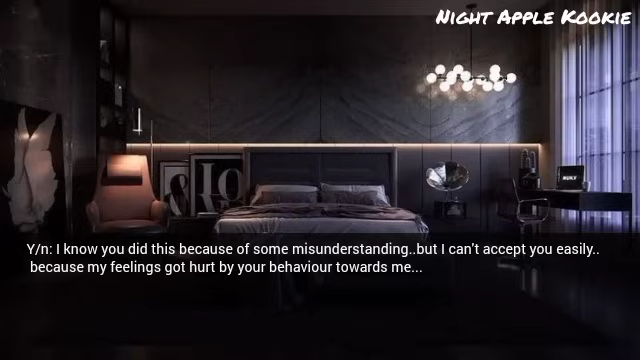 Night Apple Kookie
Y/n: I know you did this because of some misunderstanding..but I can't accept you easily..
because my feelings got hurt by your behaviour towards me...